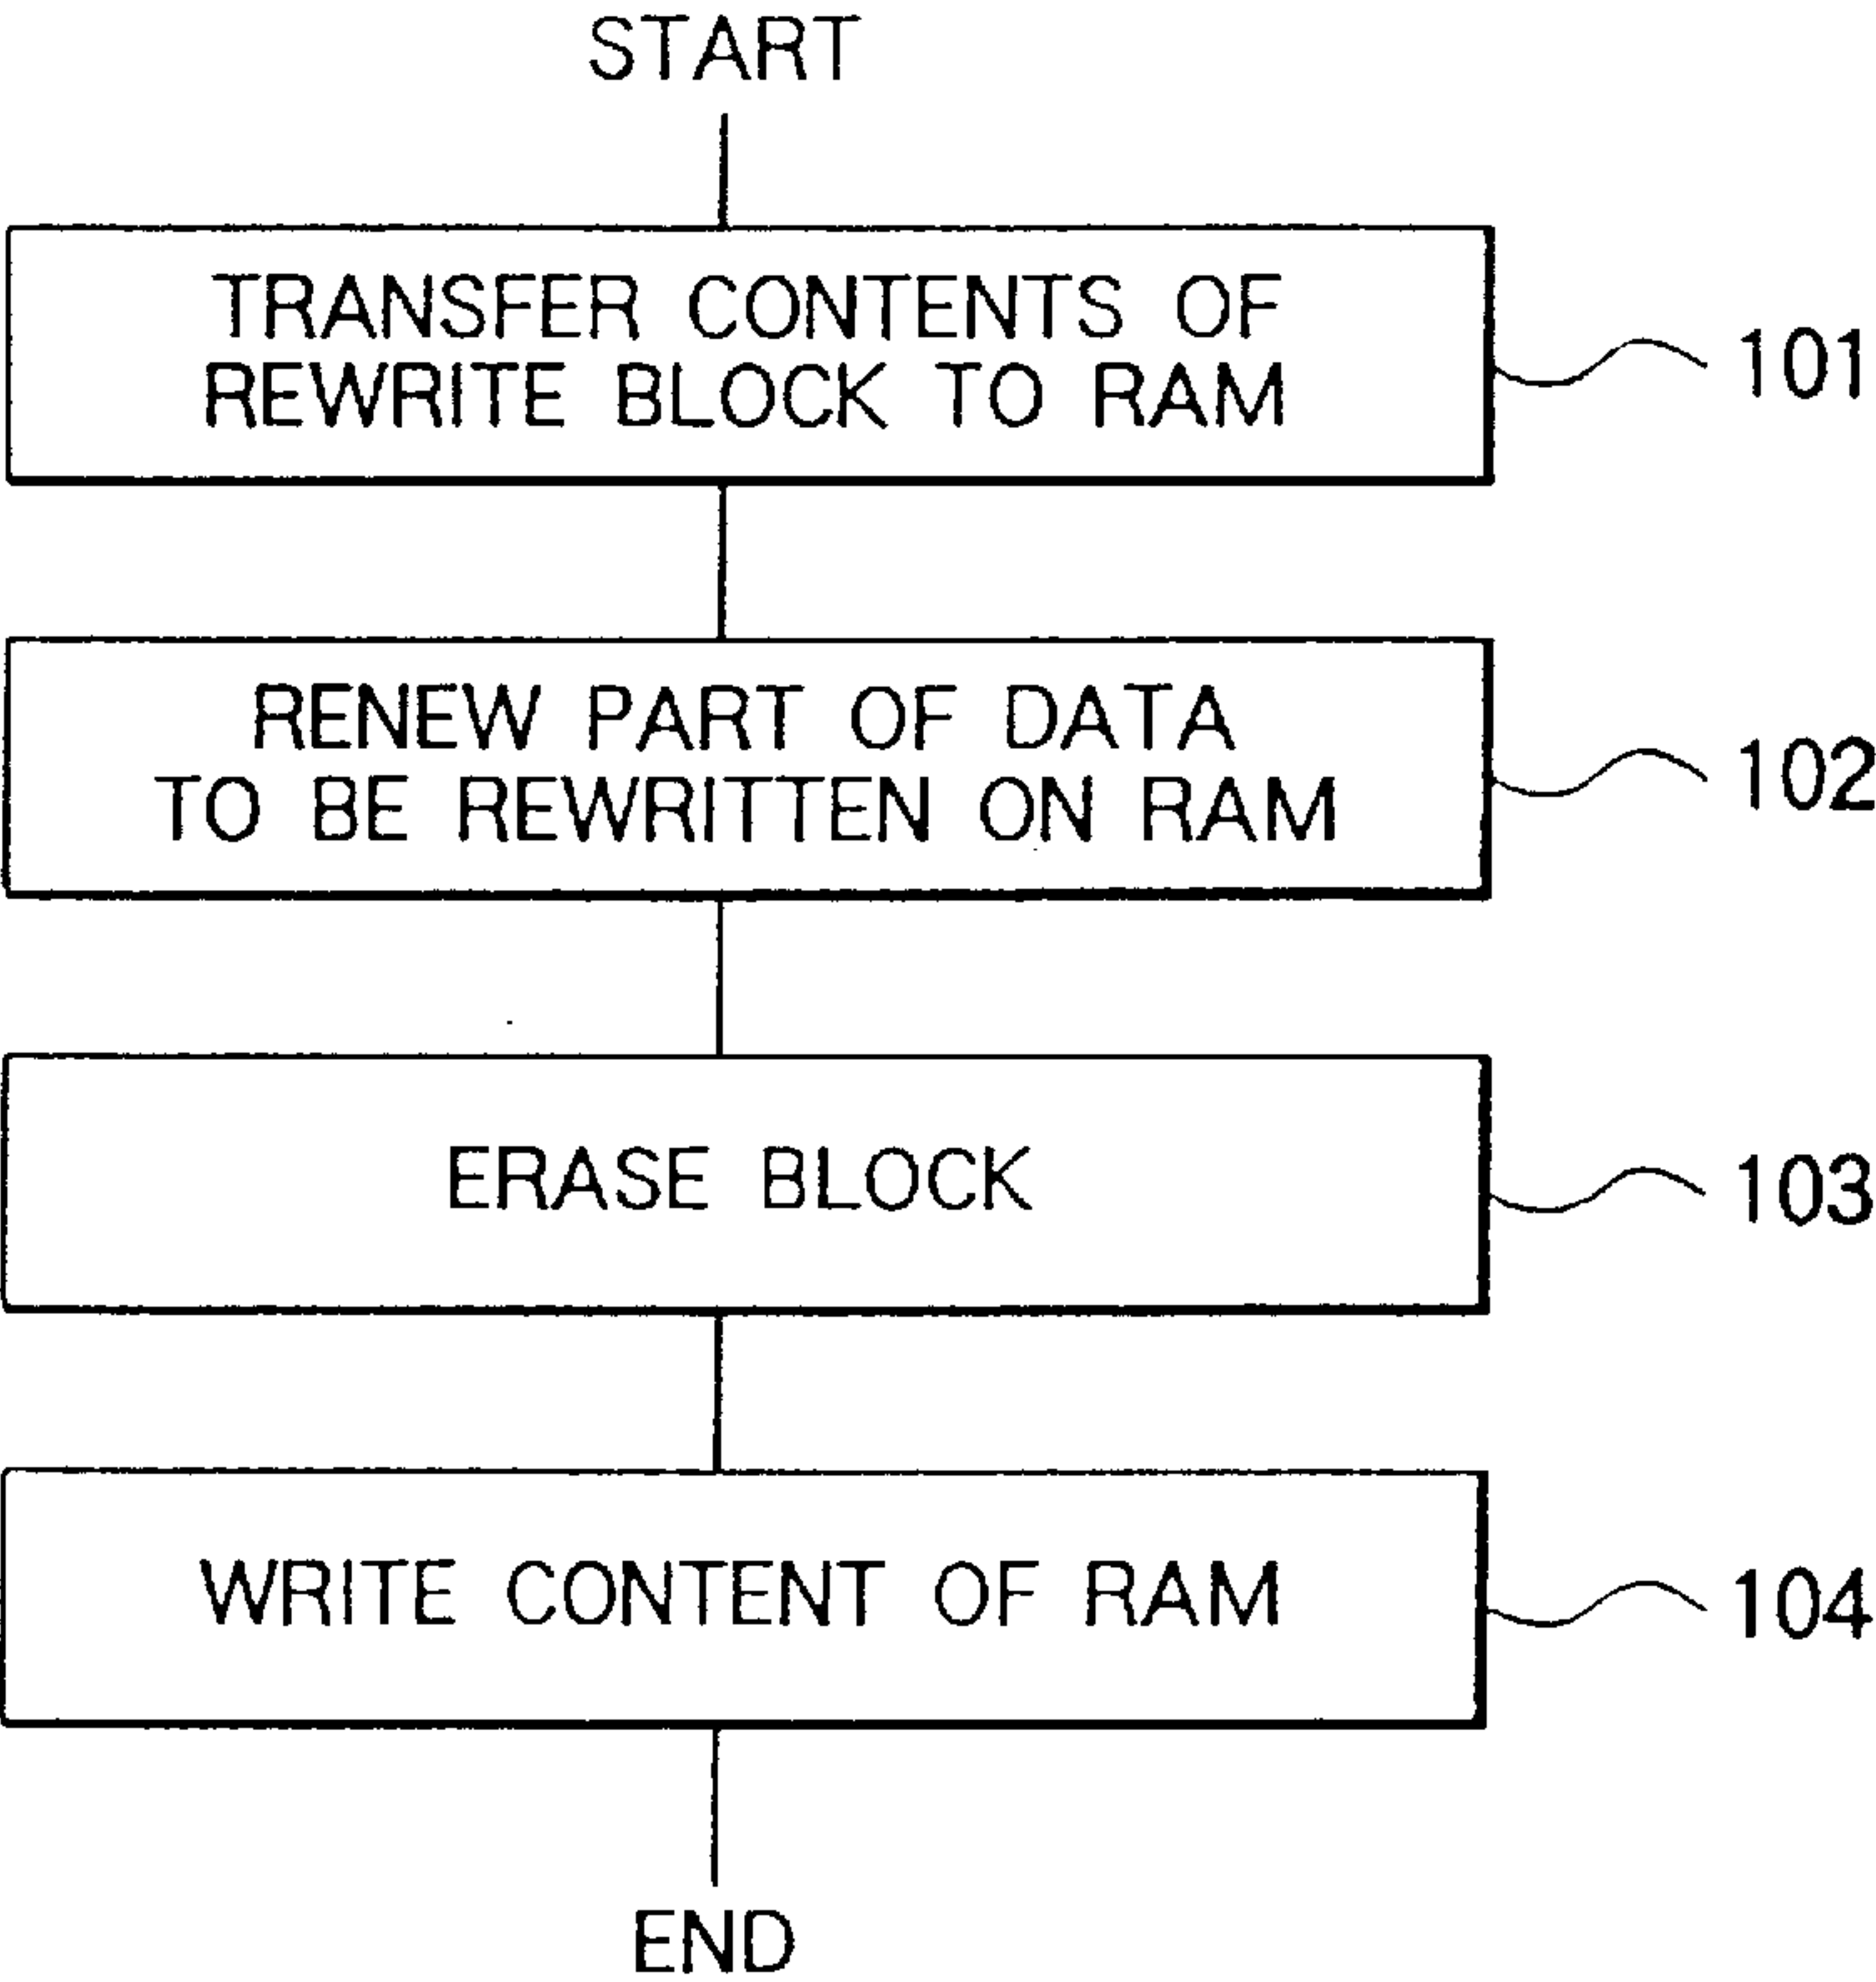 START
TRANSFER CONTENTS OF
REWRITE BLOCK TO RAM
101
RENEW PART OF DATA
TO BE REWRITTEN ON RAM
102
ERASE BLOCK
103
WRITE CONTENT OF RAM
104
END